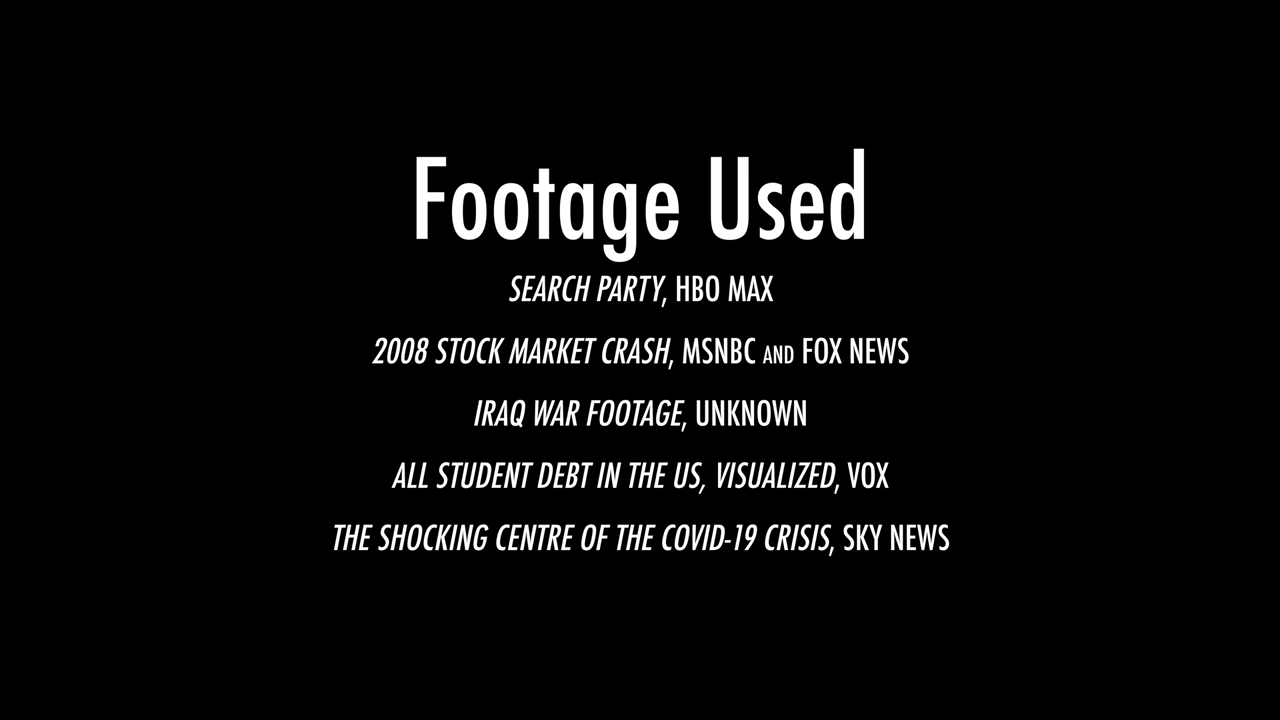 Footage Used
SEARCH PARTY, HBO MAX
2008 STOCK MARKET CRASH, MSNBC AND FOX NEWS
IRAQ WAR FOOTAGE, UNKNOWN
ALL STUDENT DEBT IN THE US, VISUALIZED, VOX
THE SHOCKING CENTRE OF THE COVID-19 CRISIS, SKY NEWS